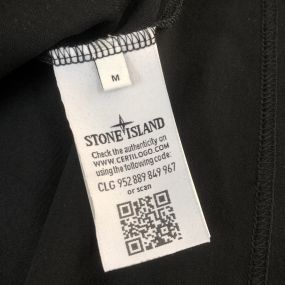 M
STONE ISLAND
Check the authenticity on
WWW.CERTILOGO.COM
using the following code:
CLG 952 889 849 967
or scan